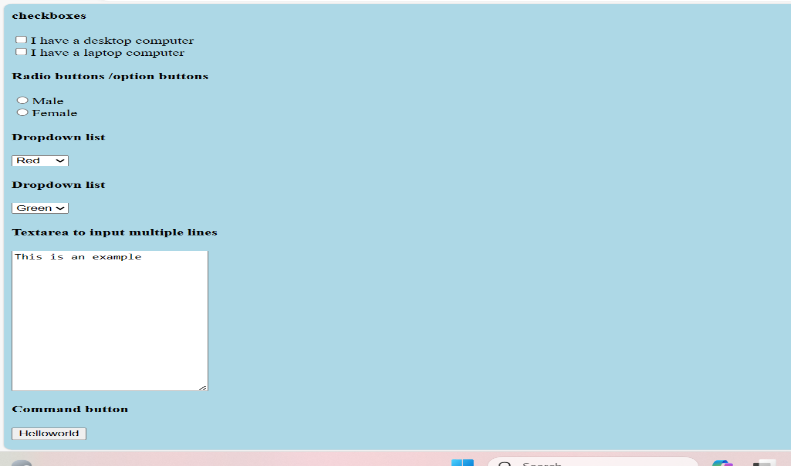 checkboxes
I have a desktop computer
I have a laptop computer
Radio buttons /option buttons
Male
Female
Dropdown list
Red
Dropdown list
Green
Textarea to input multiple lines
This is an example
Command button
Helloworld
Search